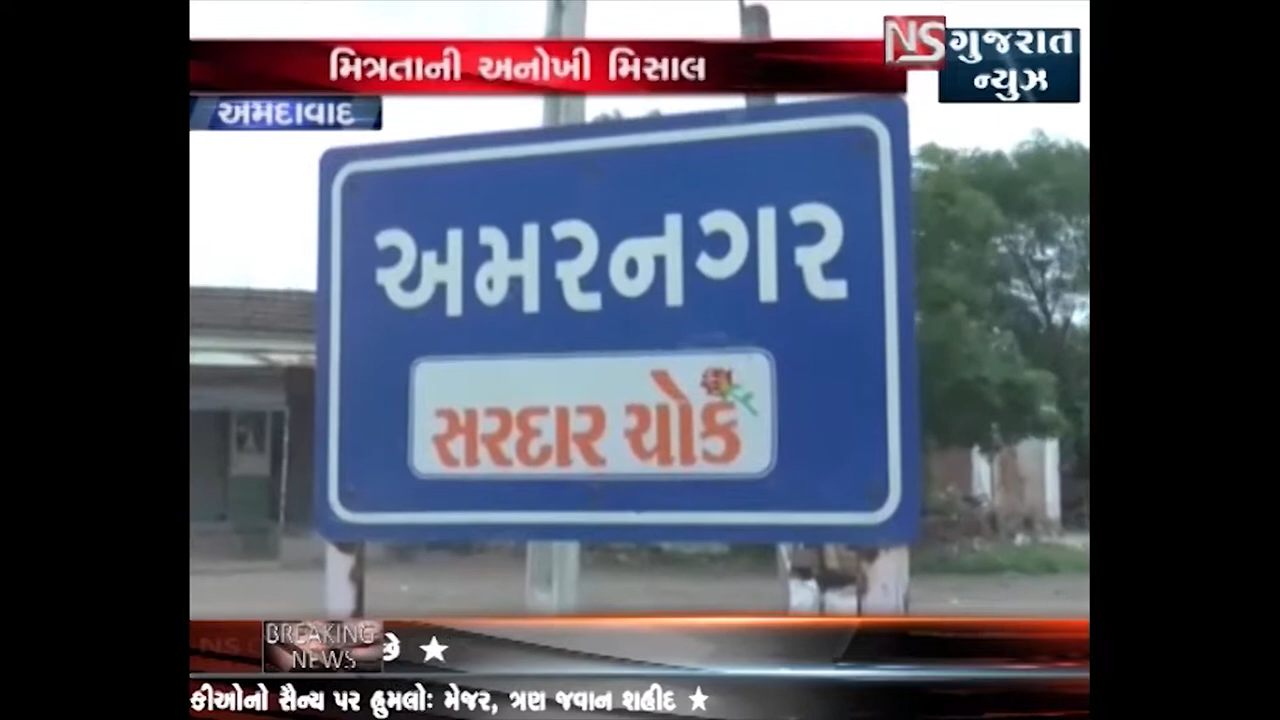 મિત્રતાની અનોખી મિસાલ
NS ગુજરાત
ન્યુઝ
અમદાવાદ
અમરનગર
સરદાર ચોક
BREAKING
NEWS
છે ★
કીઓનો સૈન્ય પર હુમલોઃ મેજર, ત્રણ જવાન શહીદ ★